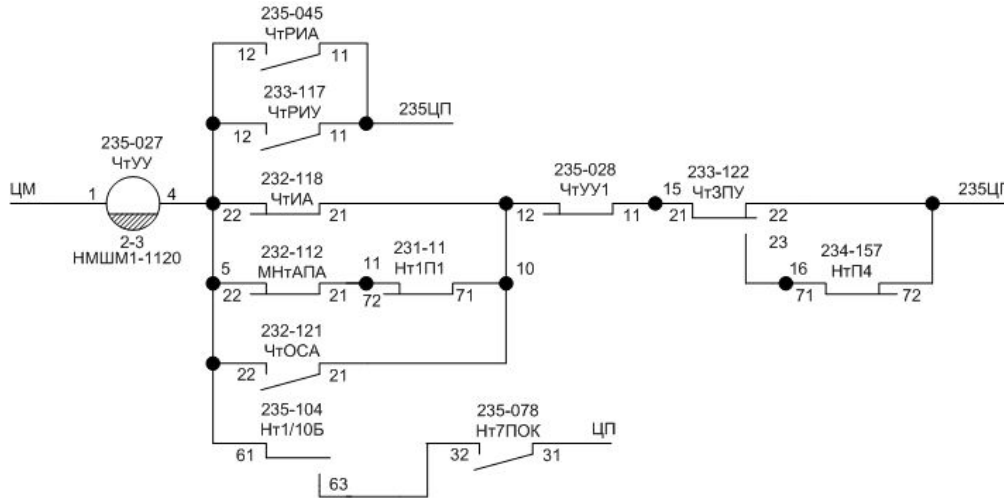 235-045
ЧтРИА
12 11
233-117
ЧтРИУ
12 11
235ЦП
235-027
ЧтУУ
ЦМ
1 4
2-3
НМШМ1-1120
232-118
ЧтИА
22 21
235-028
ЧтУУ1
12 11
15
233-122
ЧтЗПУ
21 22
23
235ЦП
5
232-112
МНтАПА
22 21
11
231-11
Нт1П1
72 71
10
16
234-157
НтП4
71 72
232-121
ЧтОСА
22 21
235-104
Нт1/10Б
61
63
235-078
Нт7ПОК
32 31
ЦП